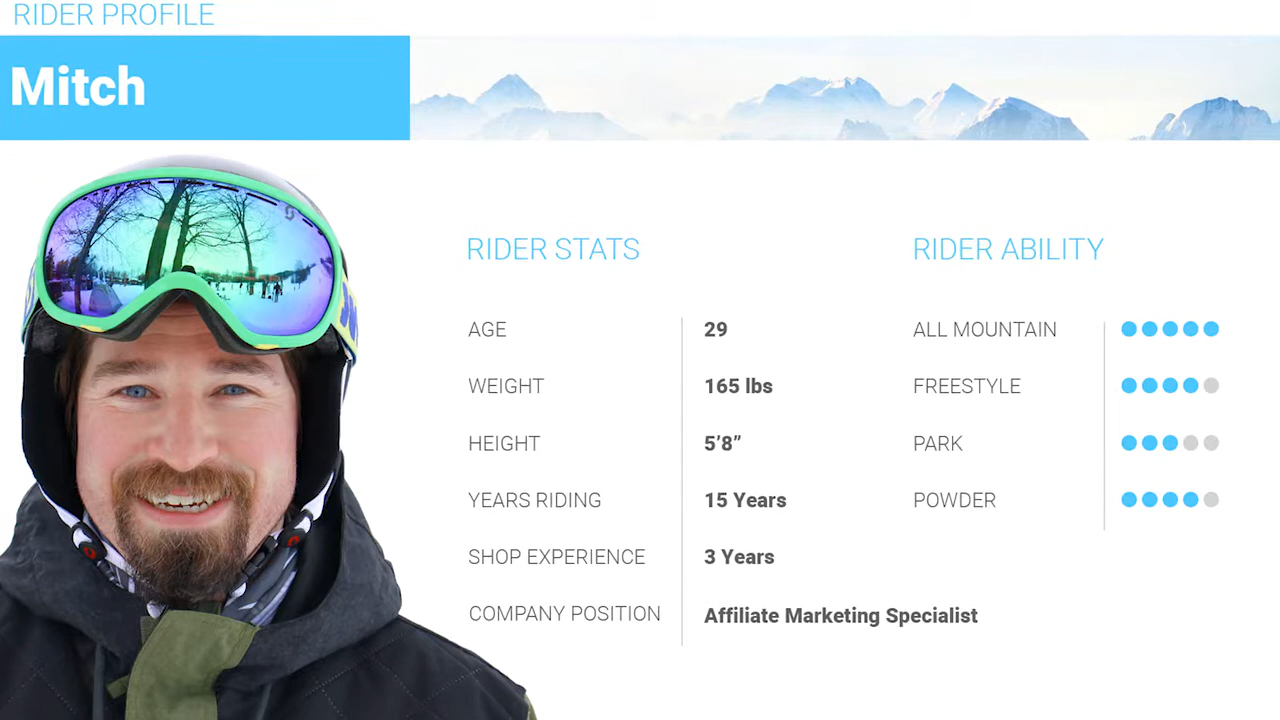 RIDER PROFILE
Mitch
RIDER STATS
AGE 29
WEIGHT 165 lbs
HEIGHT 5’8”
YEARS RIDING 15 Years
SHOP EXPERIENCE 3 Years
COMPANY POSITION Affiliate Marketing Specialist
RIDER ABILITY
ALL MOUNTAIN
FREESTYLE
PARK
POWDER